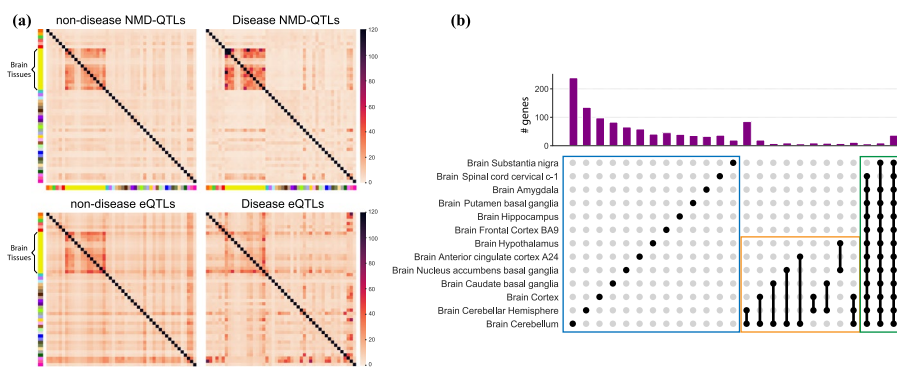 (a)
non-disease NMD-QTLs
Disease NMD-QTLs
Brain
Tissues
120
100
80
60
40
20
0
non-disease eQTLs
Disease eQTLs
Brain
Tissues
120
100
80
60
40
20
0
(b)
# genes
200
100
0
Brain Substantia nigra
Brain Spinal cord cervical c-1
Brain Amygdala
Brain Putamen basal ganglia
Brain Hippocampus
Brain Frontal Cortex BA9
Brain Hypothalamus
Brain Anterior cingulate cortex A24
Brain Nucleus accumbens basal ganglia
Brain Caudate basal ganglia
Brain Cortex
Brain Cerebellar Hemisphere
Brain Cerebellum